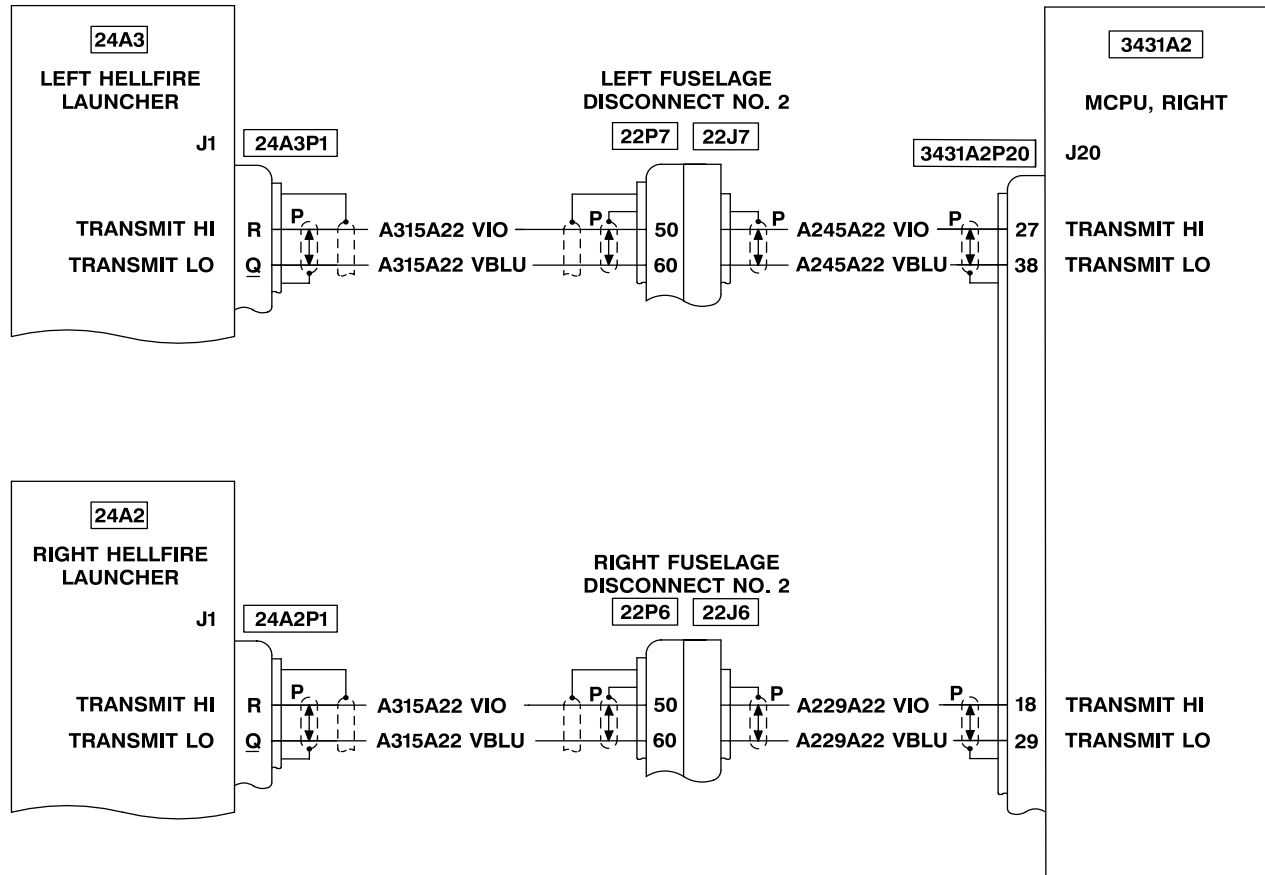 24A3
LEFT HELLFIRE
LAUNCHER
J1
24A3P1
LEFT FUSELAGE
DISCONNECT NO. 2
22P7 22J7
3431A2
MCPU, RIGHT
3431A2P20
J20
TRANSMIT HI R P A315A22 VIO P 50 P A245A22 VIO P 27 TRANSMIT HI
TRANSMIT LO Q A315A22 VBLU 60 A245A22 VBLU 38 TRANSMIT LO
24A2
RIGHT HELLFIRE
LAUNCHER
J1
24A2P1
RIGHT FUSELAGE
DISCONNECT NO. 2
22P6 22J6
TRANSMIT HI R P A315A22 VIO P 50 P A229A22 VIO P 18 TRANSMIT HI
TRANSMIT LO Q A315A22 VBLU 60 A229A22 VBLU 29 TRANSMIT LO